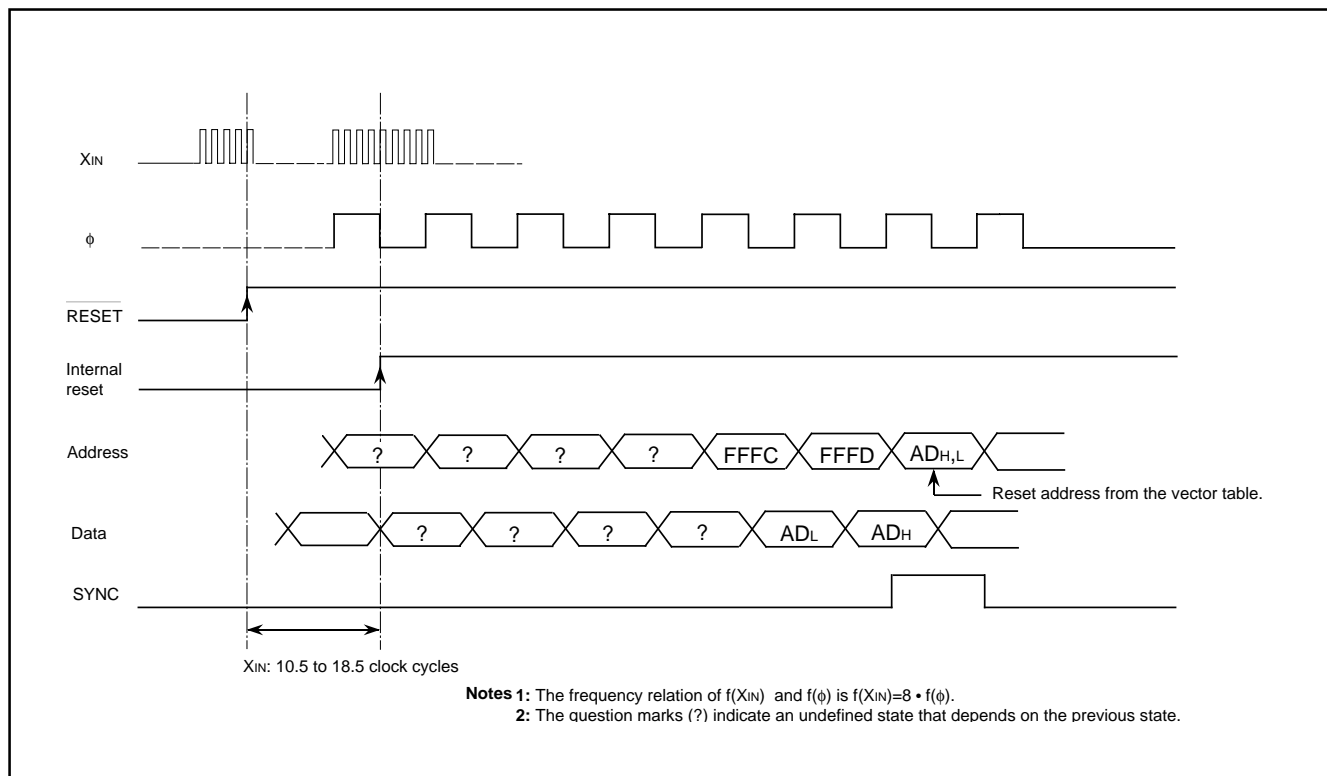 XIN
ϕ
RESET
Internal
reset
Address
? ? ? ? FFFC FFFD ADH,L
Reset address from the vector table.
Data
? ? ? ? ADL ADH
SYNC
XIN: 10.5 to 18.5 clock cycles
Notes 1: The frequency relation of f(XIN) and f(ϕ) is f(XIN)=8 • f(ϕ).
2: The question marks (?) indicate an undefined state that depends on the previous state.